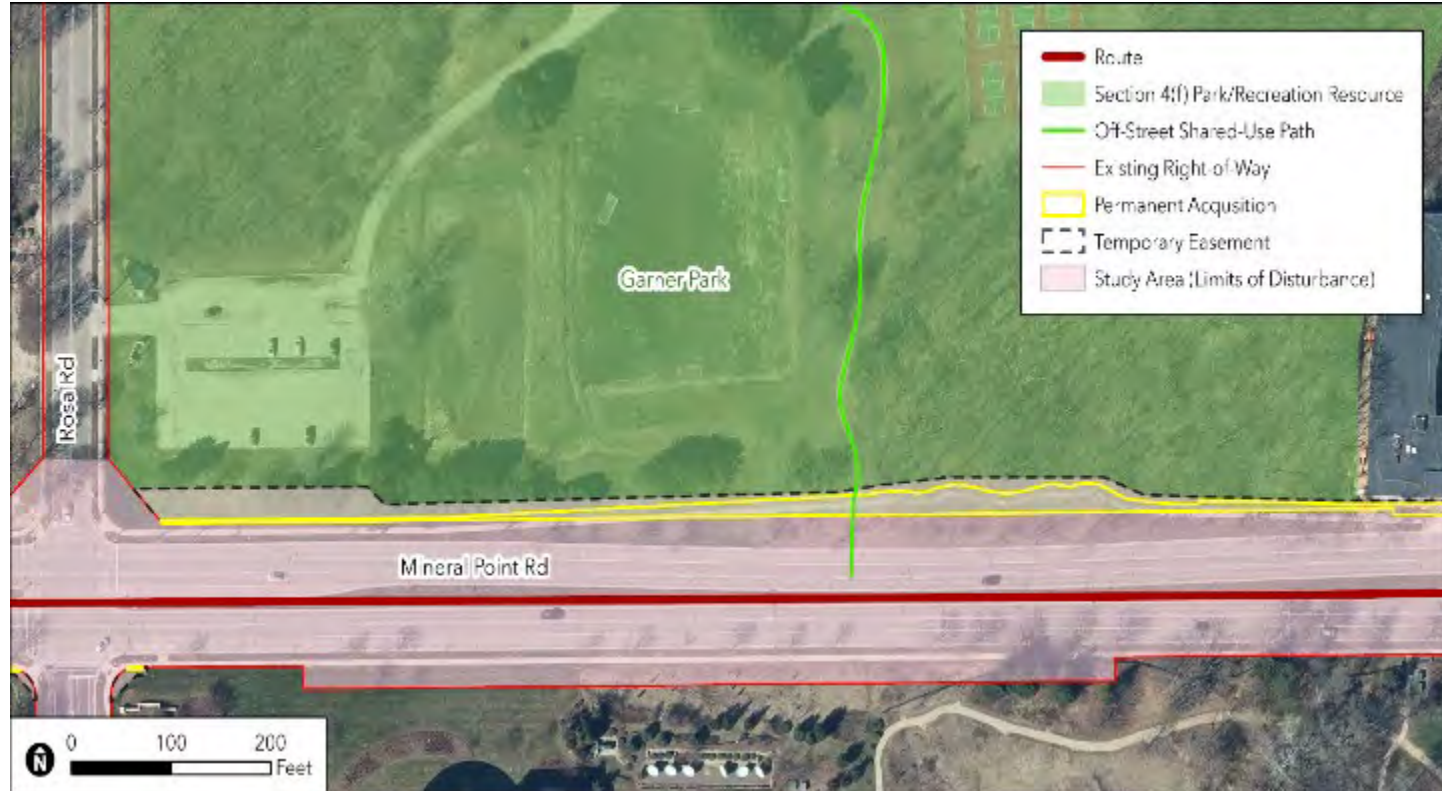 Route
Section 4(f) Park/Recreation Resource
Off-Street Shared-Use Path
Existing Right-of-Way
Permanent Acqusition
Temporary Easement
Study Area (Limits of Disturbance)
Garner Park
Rosa Rd
Mineral Point Rd
N
0 100 200
Feet